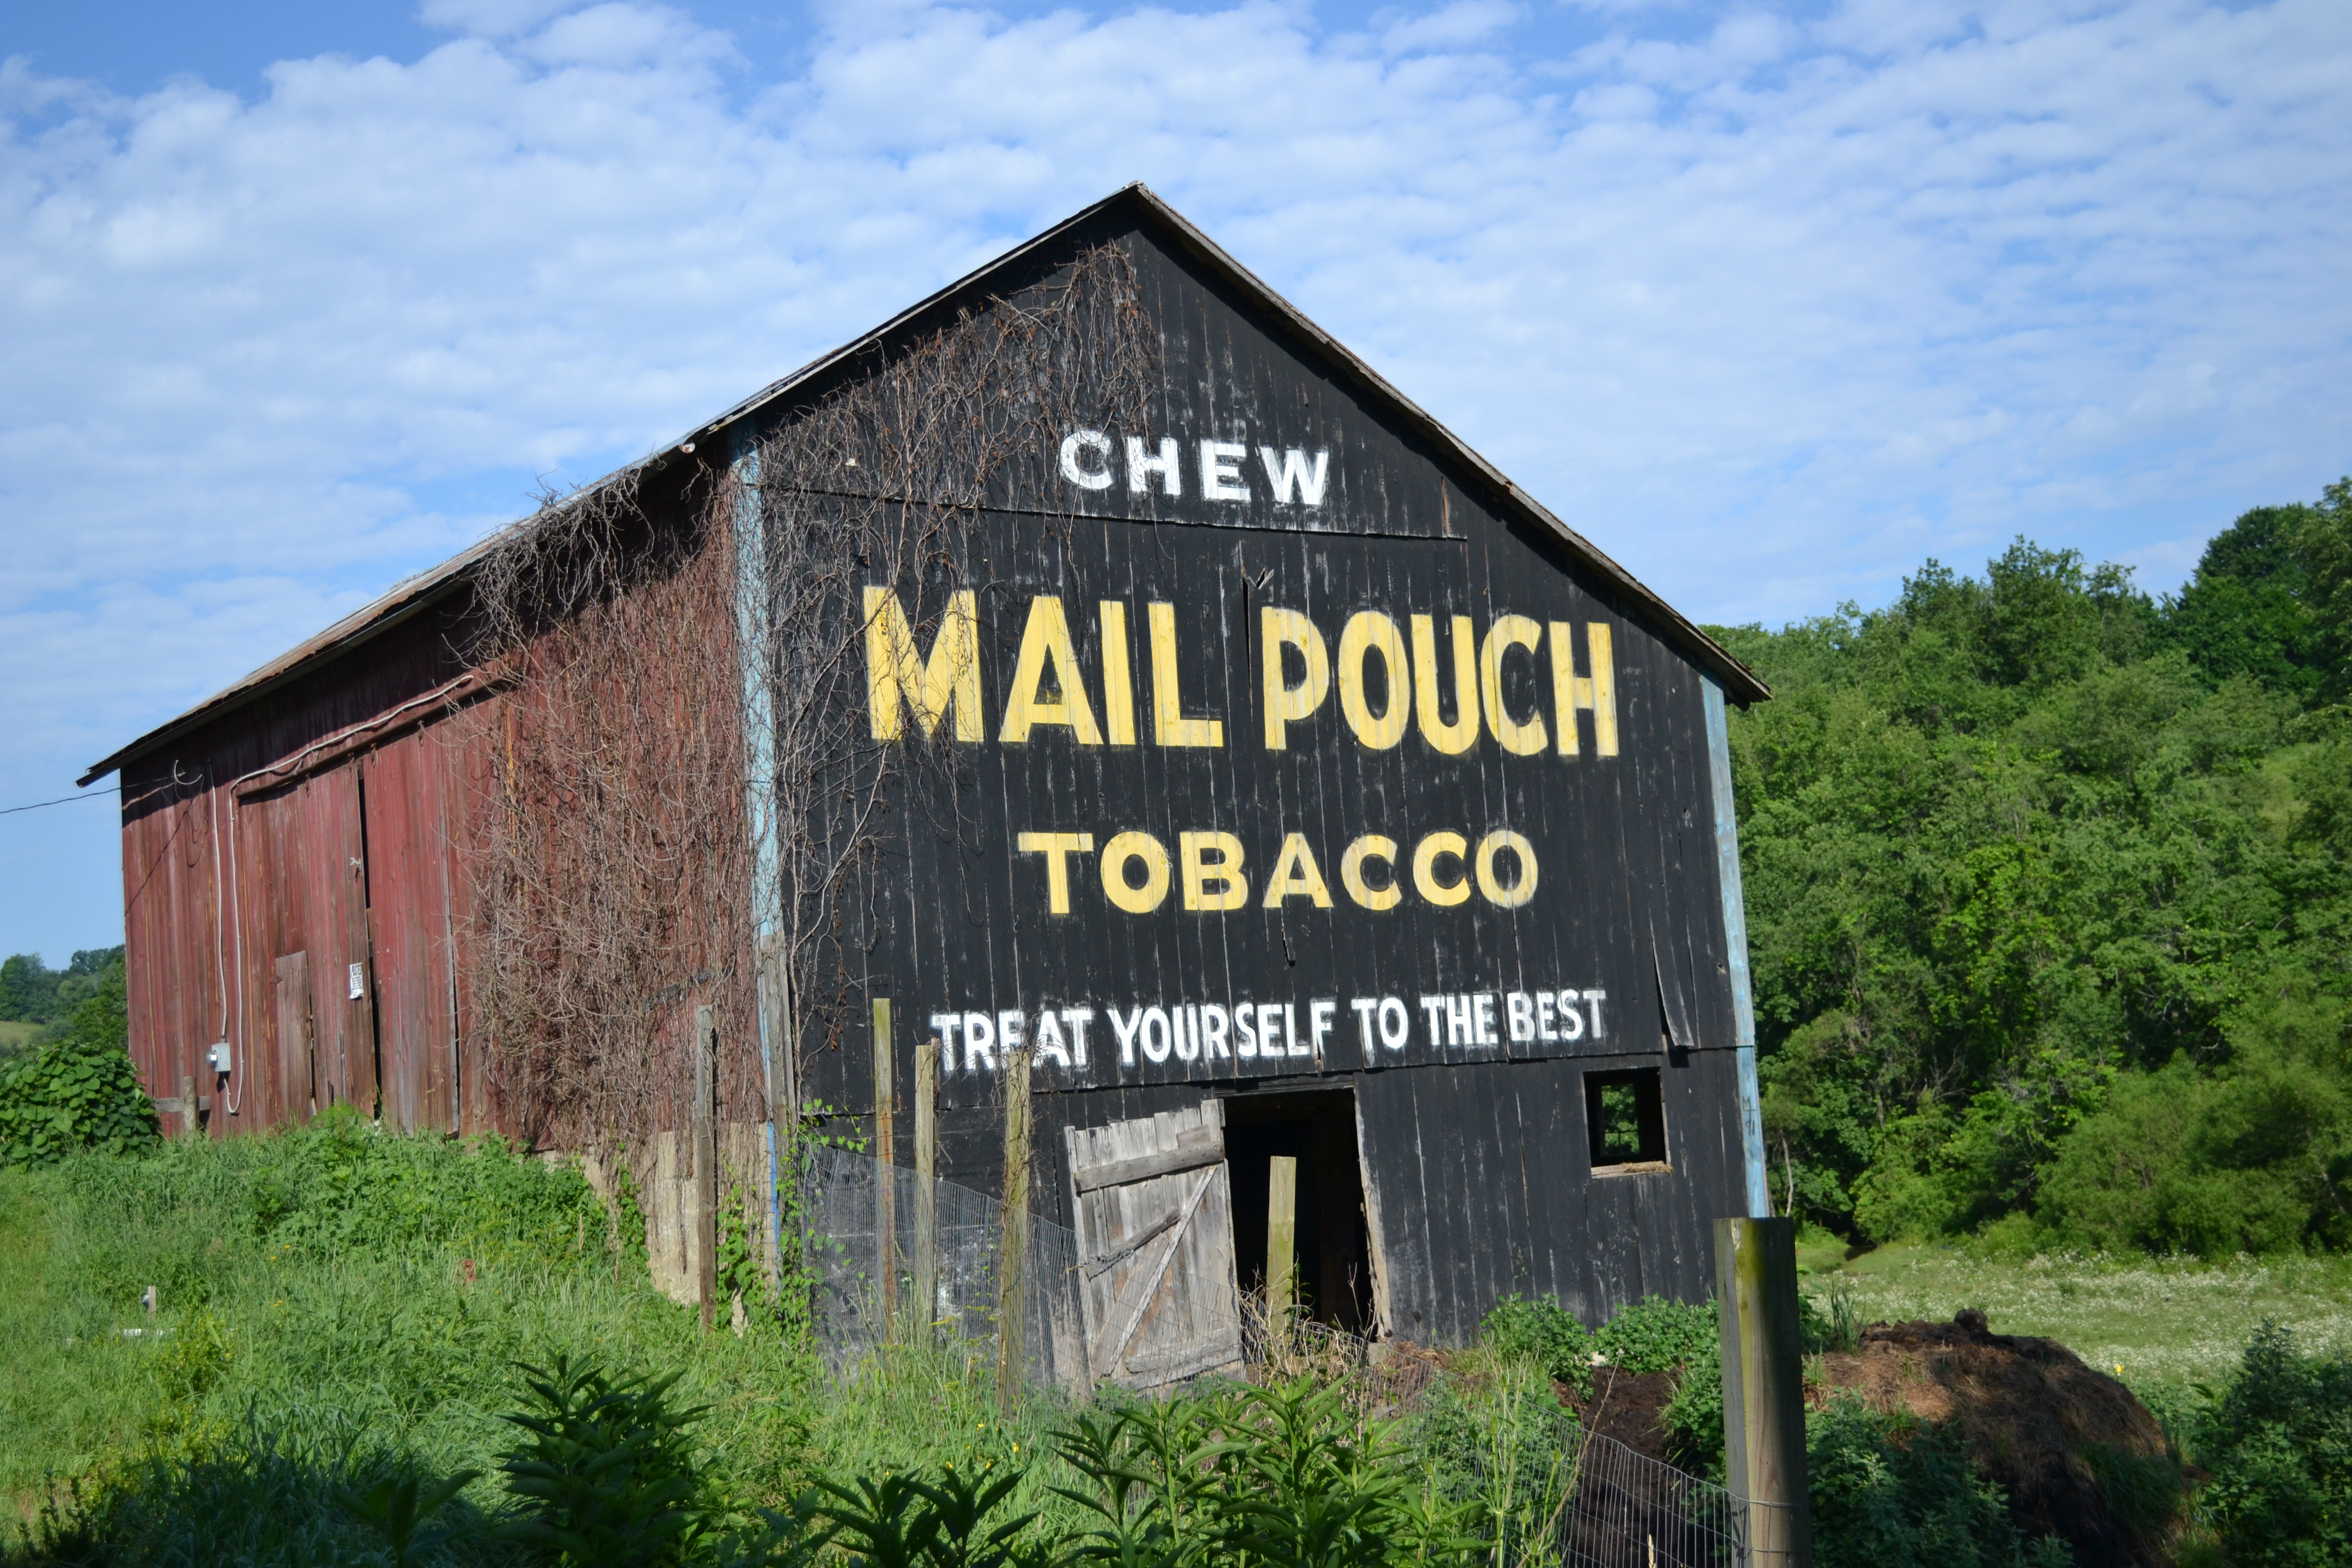 CHEW
MAIL POUCH
TOBACCO
TREAT YOURSELF TO THE BEST